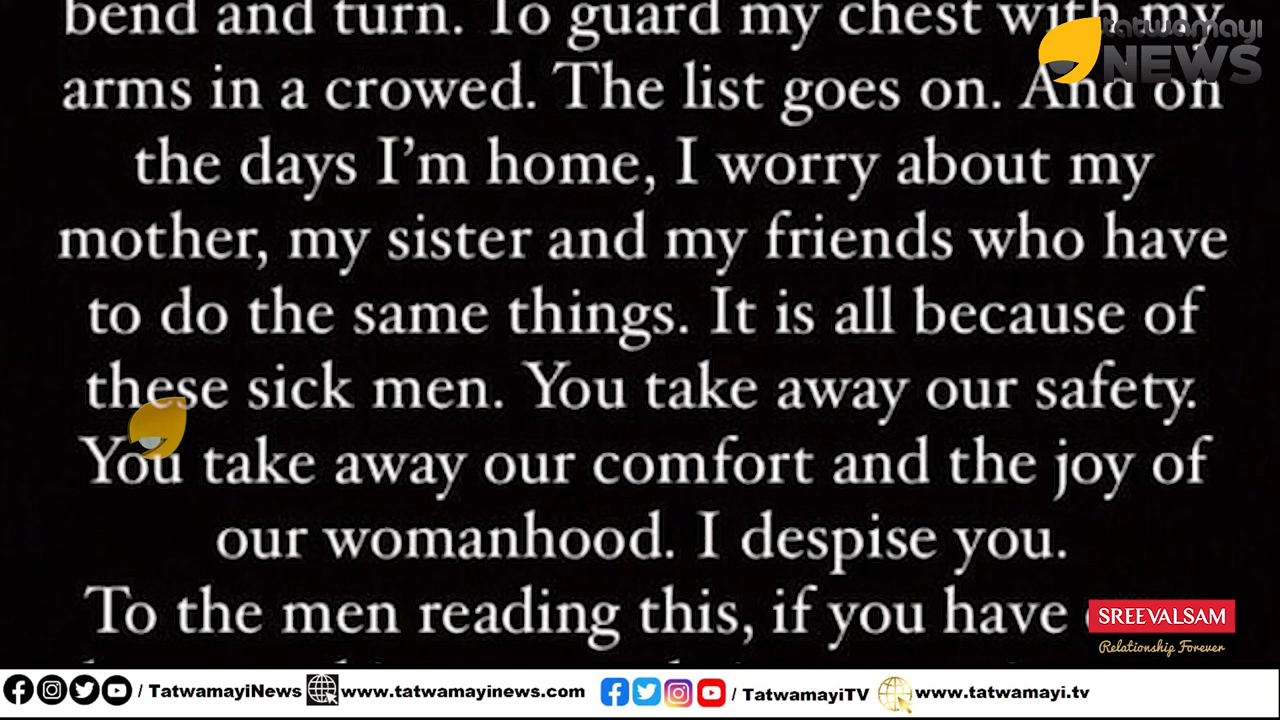 bend and turn. To guard my chest with my
tatwamayi
NEWS
arms in a crowed. The list goes on. And on
the days I'm home, I worry about my
mother, my sister and my friends who have
to do the same things. It is all because of
these sick men. You take away our safety.
You take away our comfort and the joy of
our womanhood. I despise you.
To the men reading this, if you have
SREEVALSAM
Relationship Forever
/ TatwamayiNews www.tatwamayinews.com / TatwamayiTV www.tatwamayi.tv